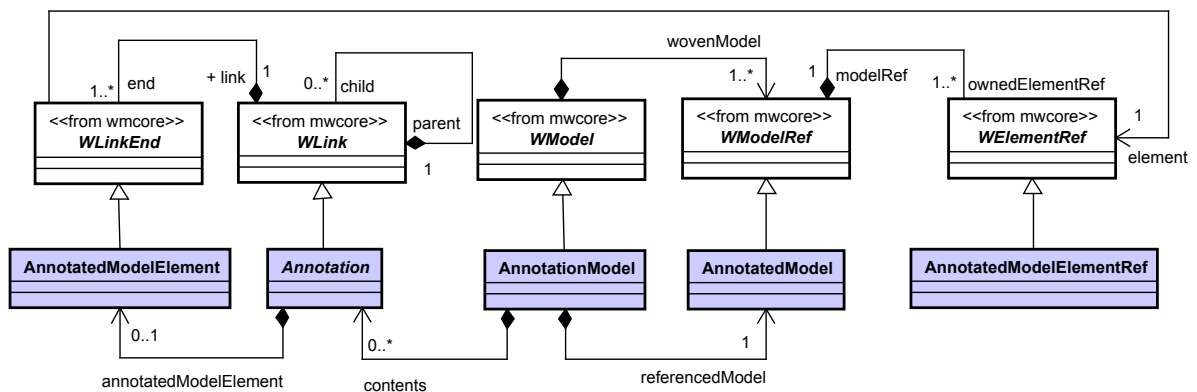 wovenModel
end
+ link
1
0..*
child
1..*
1
modelRef
1..*
1..*
ownedElementRef
1
<<from wmcore>>
WLinkEnd
<<from mwcore>>
WLink
parent
1
<<from mwcore>>
WModel
<<from mwcore>>
WModelRef
<<from mwcore>>
WElementRef
element
AnnotatedModelElement
Annotation
AnnotationModel
AnnotatedModel
AnnotatedModelElementRef
0..1
0..*
1
annotatedModelElement
contents
referencedModel